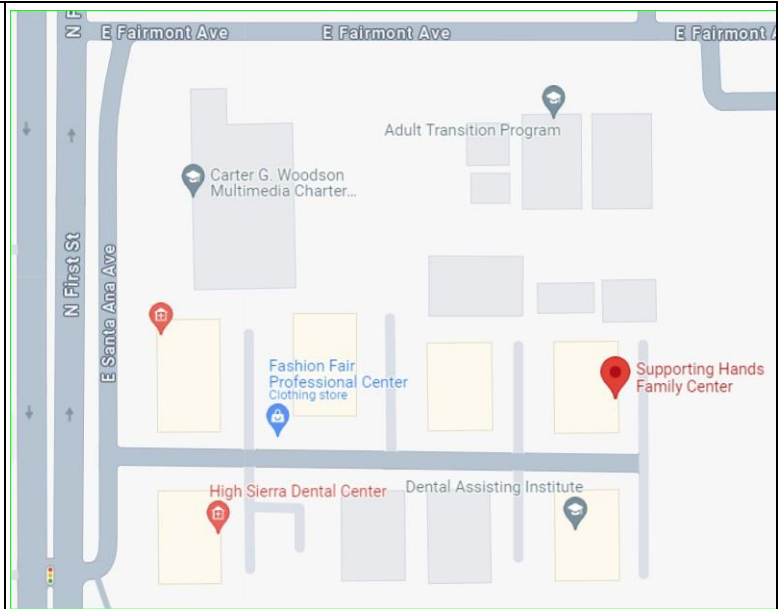 N F
E Fairmont Ave
E Fairmont Ave
E Fairmont A
Adult Transition Program
Carter G. Woodson
Multimedia Charter...
N First St
E Santa Ana Ave
Fashion Fair
Professional Center
Clothing store
Supporting Hands
Family Center
High Sierra Dental Center
Dental Assisting Institute